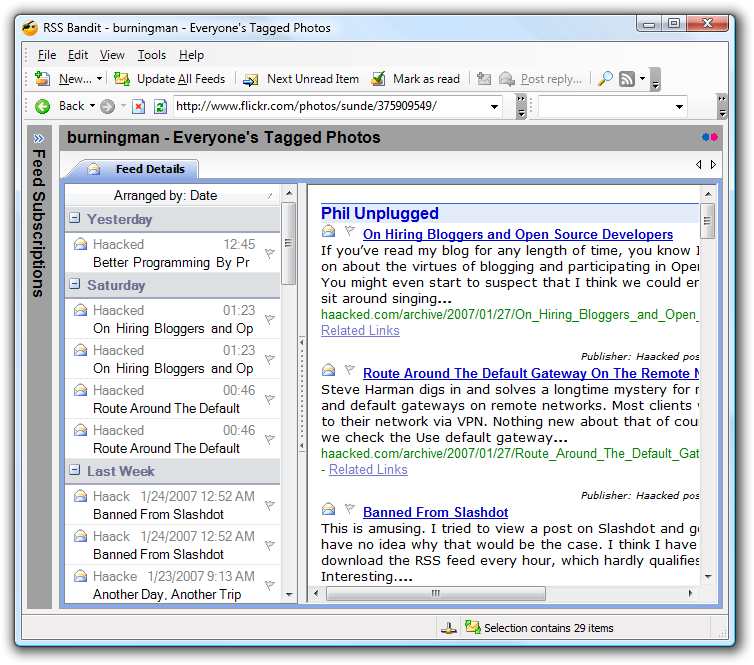 RSS Bandit - burningman - Everyone's Tagged Photos
File Edit View Tools Help
New... Update All Feeds Next Unread Item Mark as read Post reply...
Back http://www.flickr.com/photos/sunde/375909549/
Feed Subscriptions
burningman - Everyone's Tagged Photos
Feed Details
Arranged by: Date
Yesterday
Haacked 12:45
Better Programming By Pr
Saturday
Haacked 01:23
On Hiring Bloggers and Op
Haacked 01:23
On Hiring Bloggers and Op
Haacked 00:46
Route Around The Default
Haacked 00:46
Route Around The Default
Last Week
Haack 1/24/2007 12:52 AM
Banned From Slashdot
Haack 1/24/2007 12:52 AM
Banned From Slashdot
Haacke 1/23/2007 9:13 AM
Another Day, Another Trip
Phil Unplugged
On Hiring Bloggers and Open Source Developers
If you've read my blog for any length of time, you know I
on about the virtues of blogging and participating in Oper
You might even start to suspect that I think we could er
sit around singing...
haacked.com/archive/2007/01/27/On_Hiring_Bloggers_and_Open_
Related Links
Publisher: Haacked pos
Route Around The Default Gateway On The Remote N
Steve Harman digs in and solves a longtime mystery for r
and default gateways on remote networks. Most clients
to their network via VPN. Nothing new about that of cour
we check the Use default gateway...
haacked.com/archive/2007/01/27/Route_Around_The_Default_Gat
- Related Links
Publisher: Haacked pos
Banned From Slashdot
This is amusing. I tried to view a post on Slashdot and go
have no idea why that would be the case. I think I have
download the RSS feed every hour, which hardly qualifies
Interesting....
Selection contains 29 items